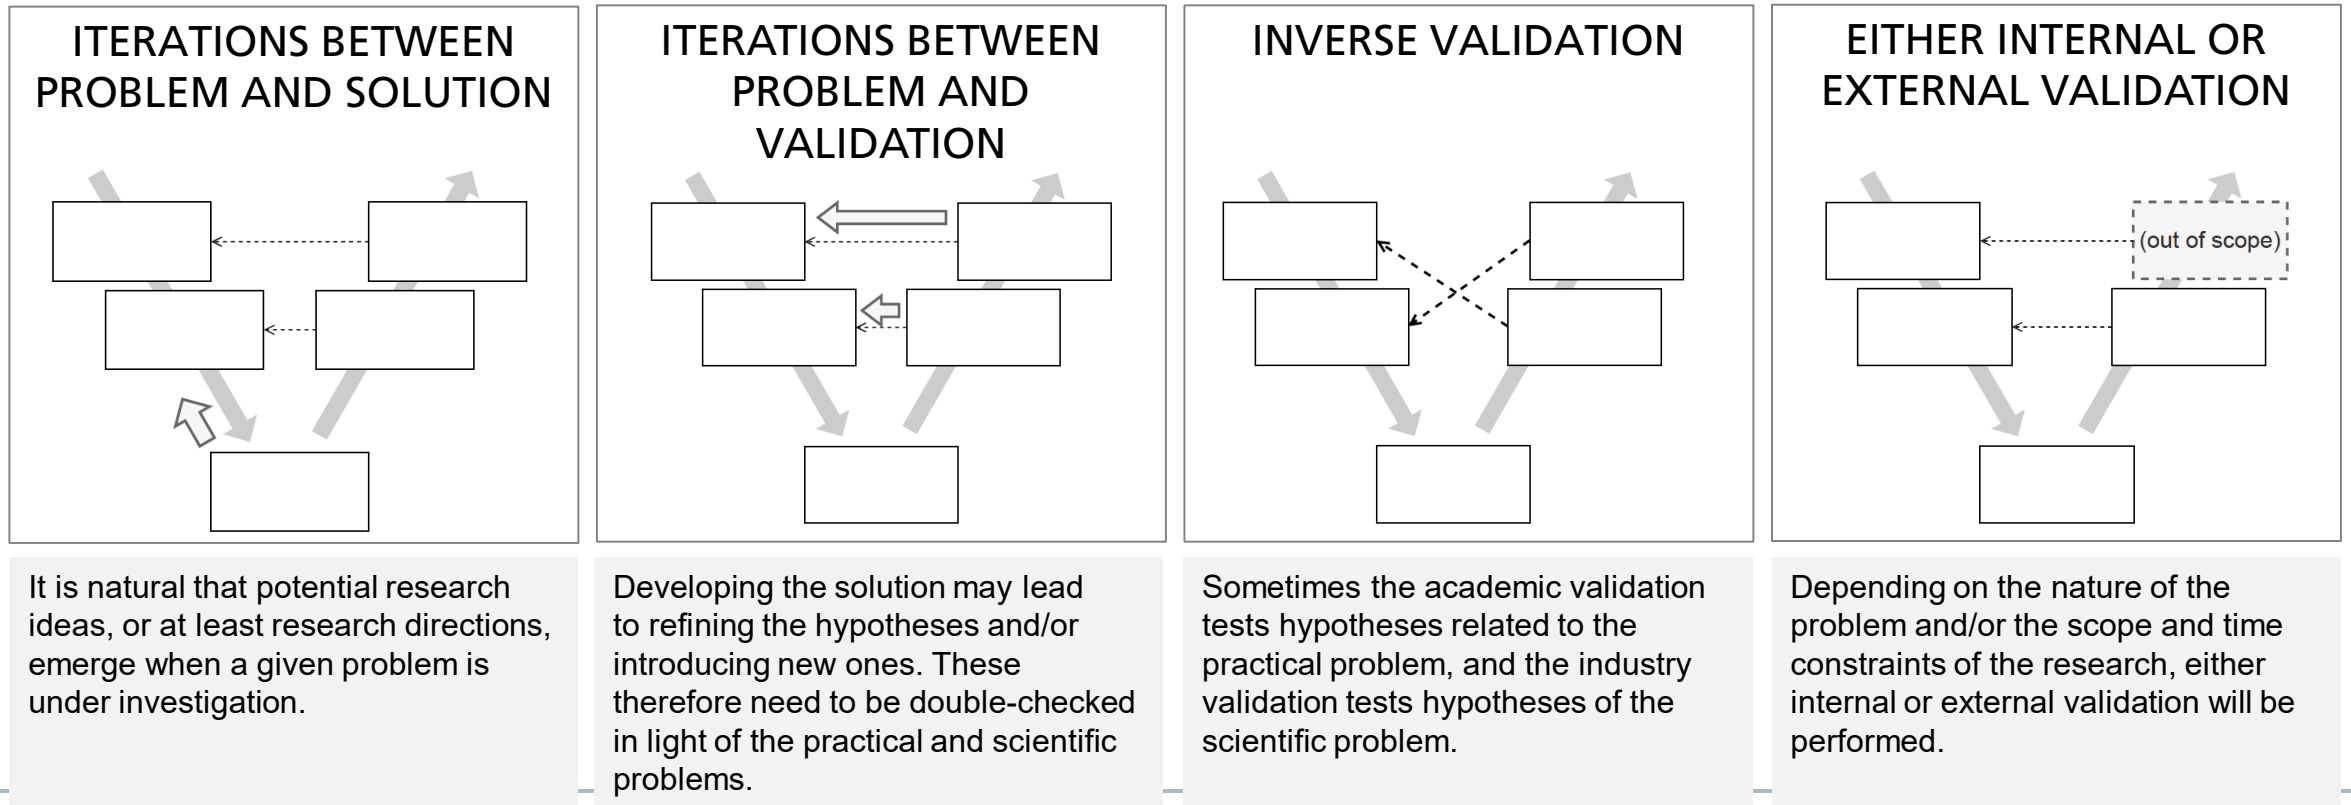 ITERATIONS BETWEEN
PROBLEM AND SOLUTION
It is natural that potential research
ideas, or at least research directions,
emerge when a given problem is
under investigation.
ITERATIONS BETWEEN
PROBLEM AND
VALIDATION
Developing the solution may lead
to refining the hypotheses and/or
introducing new ones. These
therefore need to be double-checked
in light of the practical and scientific
problems.
INVERSE VALIDATION
Sometimes the academic validation
tests hypotheses related to the
practical problem, and the industry
validation tests hypotheses of the
scientific problem.
EITHER INTERNAL OR
EXTERNAL VALIDATION
(out of scope)
Depending on the nature of the
problem and/or the scope and time
constraints of the research, either
internal or external validation will be
performed.